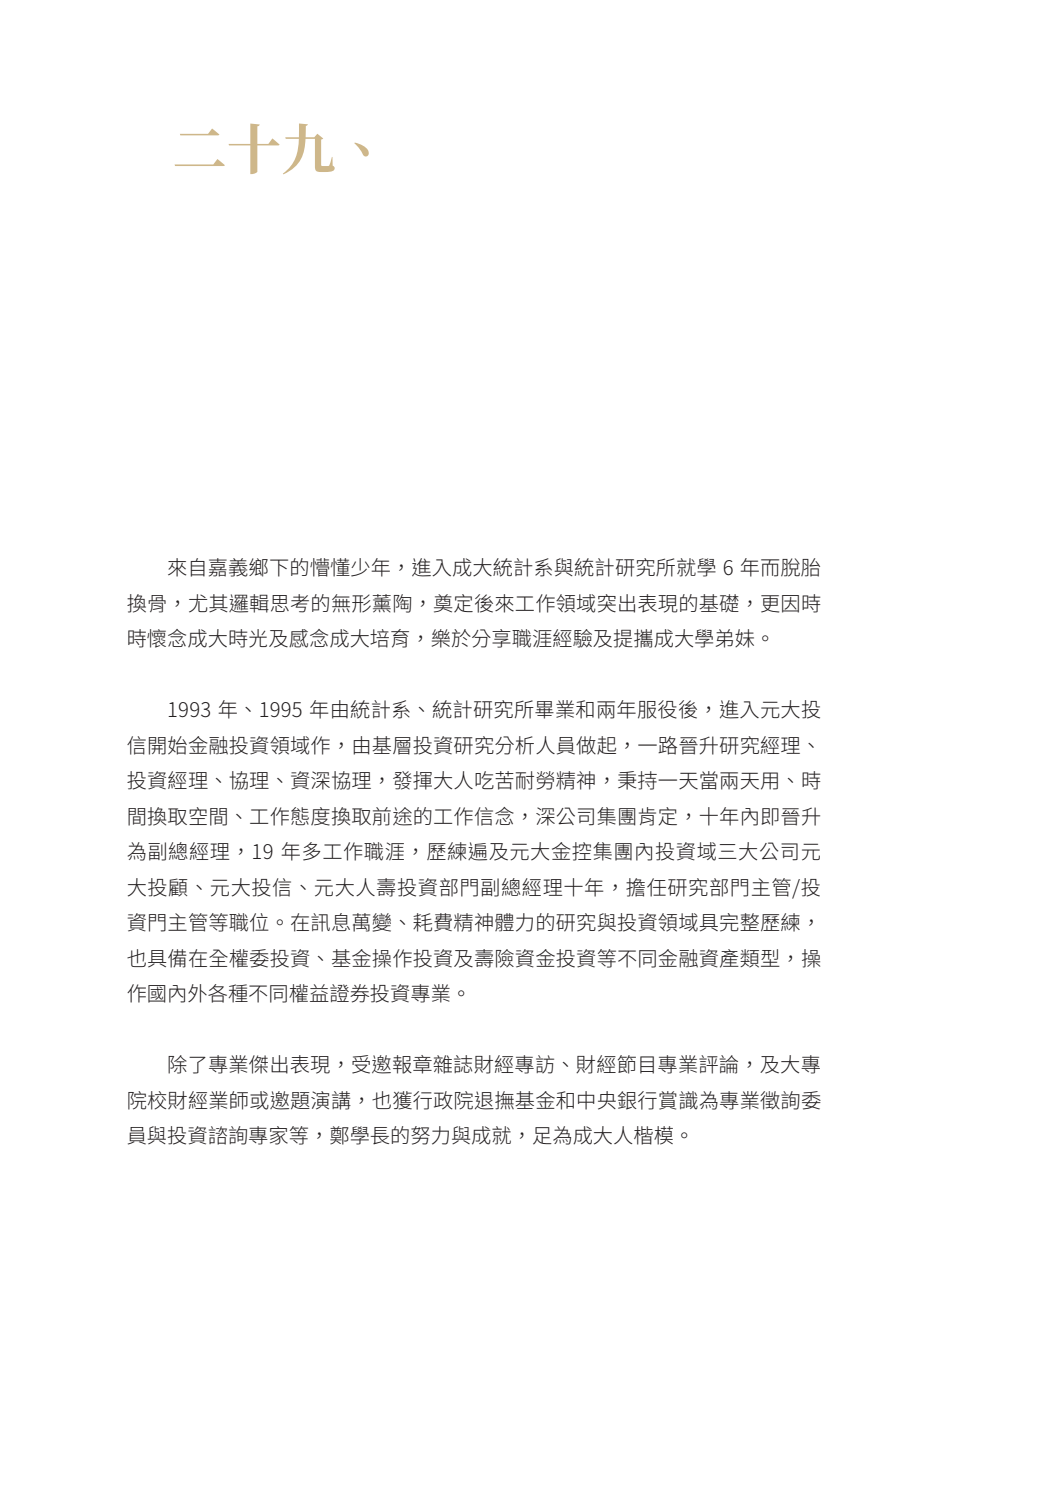 二十九、
來自嘉義鄉下的懵懂少年，進入成大統計系與統計研究所就學 6 年而脫胎
換骨，尤其邏輯思考的無形薰陶，奠定後來工作領域突出表現的基礎，更因時
時懷念成大時光及感念成大培育，樂於分享職涯經驗及提攜成大學弟妹。
1993 年、1995 年由統計系、統計研究所畢業和兩年服役後，進入元大投
信開始金融投資領域作，由基層投資研究分析人員做起，一路晉升研究經理、
投資經理、協理、資深協理，發揮大人吃苦耐勞精神，秉持一天當兩天用、時
間換取空間、工作態度換取前途的工作信念，深公司集團肯定，十年內即晉升
為副總經理，19 年多工作職涯，歷練遍及元大金控集團內投資域三大公司元
大投顧、元大投信、元大人壽投資部門副總經理十年，擔任研究部門主管/投
資門主管等職位。在訊息萬變、耗費精神體力的研究與投資領域具完整歷練，
也具備在全權委投資、基金操作投資及壽險資金投資等不同金融資產類型，操
作國內外各種不同權益證券投資專業。
除了專業傑出表現，受邀報章雜誌財經專訪、財經節目專業評論，及大專
院校財經業師或邀題演講，也獲行政院退撫基金和中央銀行賞識為專業徵詢委
員與投資諮詢專家等，鄭學長的努力與成就，足為成大人楷模。